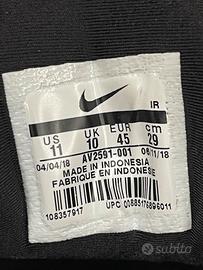 IR
US UK EUR cm
11 10 45 29
04/04/18 AV2591-001 06/11/18
MADE IN INDONESIA
FABRIQUE EN INDONESIE
108357917 UPC
subito